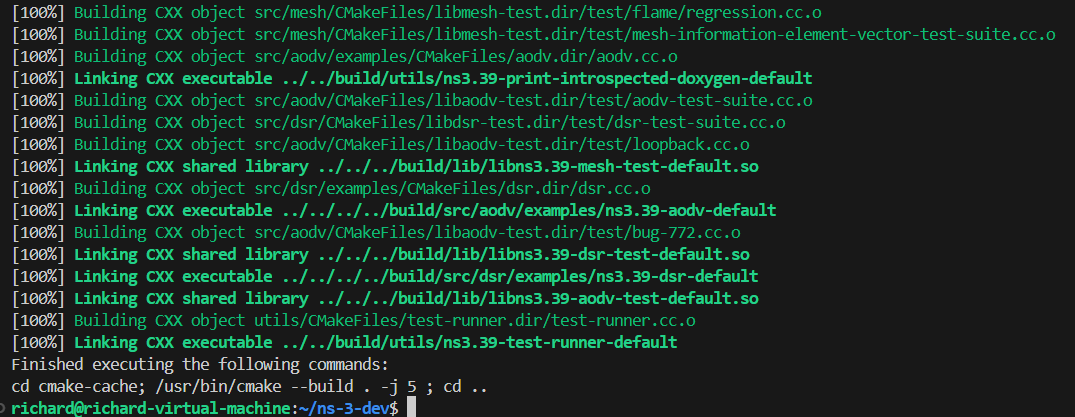 [100%] Building CXX object src/mesh/CMakeFiles/libmesh-test.dir/test/flame/regression.cc.o
[100%] Building CXX object src/mesh/CMakeFiles/libmesh-test.dir/test/mesh-information-element-vector-test-suite.cc.o
[100%] Building CXX object src/aodv/examples/CMakeFiles/aodv.dir/aodv.cc.o
[100%] Linking CXX executable ../../build/utils/ns3.39-print-introspected-doxygen-default
[100%] Building CXX object src/aodv/CMakeFiles/libaodv-test.dir/test/aodv-test-suite.cc.o
[100%] Building CXX object src/dsr/CMakeFiles/libdsr-test.dir/test/dsr-test-suite.cc.o
[100%] Building CXX object src/aodv/CMakeFiles/libaodv-test.dir/test/loopback.cc.o
[100%] Linking CXX shared library ../../../build/lib/libns3.39-mesh-test-default.so
[100%] Building CXX object src/dsr/examples/CMakeFiles/dsr.dir/dsr.cc.o
[100%] Linking CXX executable ../../../../build/src/aodv/examples/ns3.39-aodv-default
[100%] Building CXX object src/aodv/CMakeFiles/libaodv-test.dir/test/bug-772.cc.o
[100%] Linking CXX shared library ../../../build/lib/libns3.39-dsr-test-default.so
[100%] Linking CXX executable ../../../../build/src/dsr/examples/ns3.39-dsr-default
[100%] Linking CXX shared library ../../../build/lib/libns3.39-aodv-test-default.so
[100%] Building CXX object utils/CMakeFiles/test-runner.dir/test-runner.cc.o
[100%] Linking CXX executable ../../build/utils/ns3.39-test-runner-default
Finished executing the following commands:
cd cmake-cache; /usr/bin/cmake --build . -j 5 ; cd ..
richard@richard-virtual-machine:~/ns-3-dev$